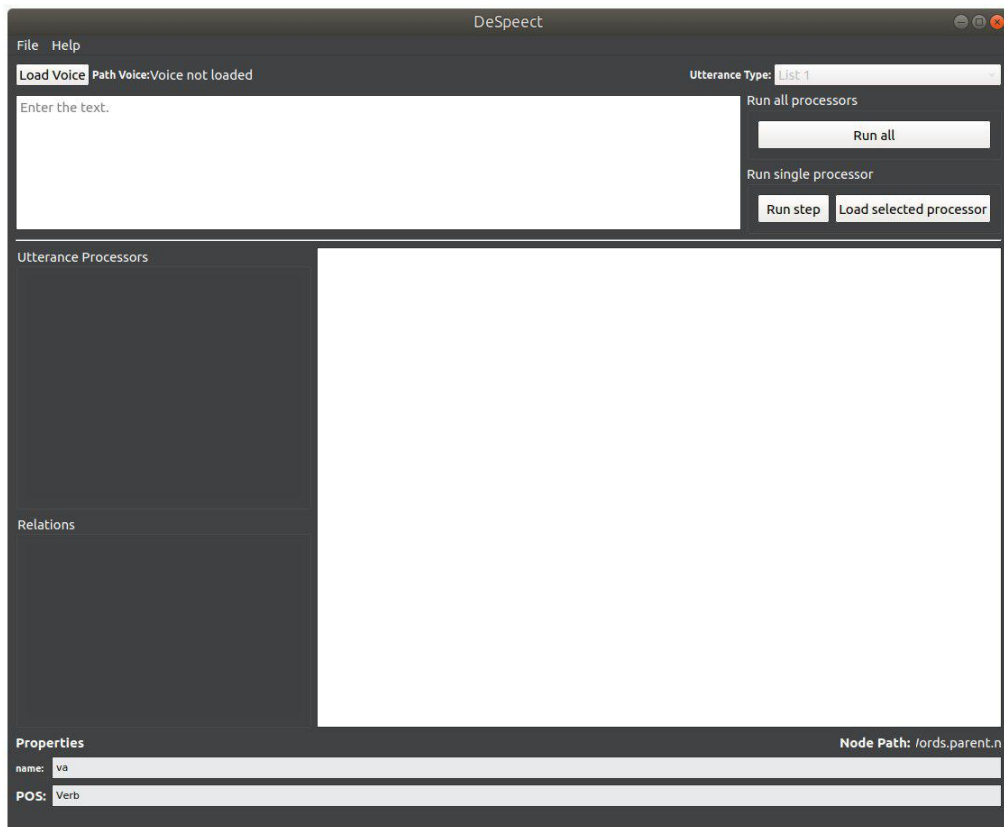 DeSpeect
File Help
Load Voice Path Voice:Voice not loaded Utterance Type: List 1
Enter the text.
Run all processors
Run all
Run single processor
Run step Load selected processor
Utterance Processors
Relations
Properties Node Path: /ords.parent.n
name: va
POS: Verb